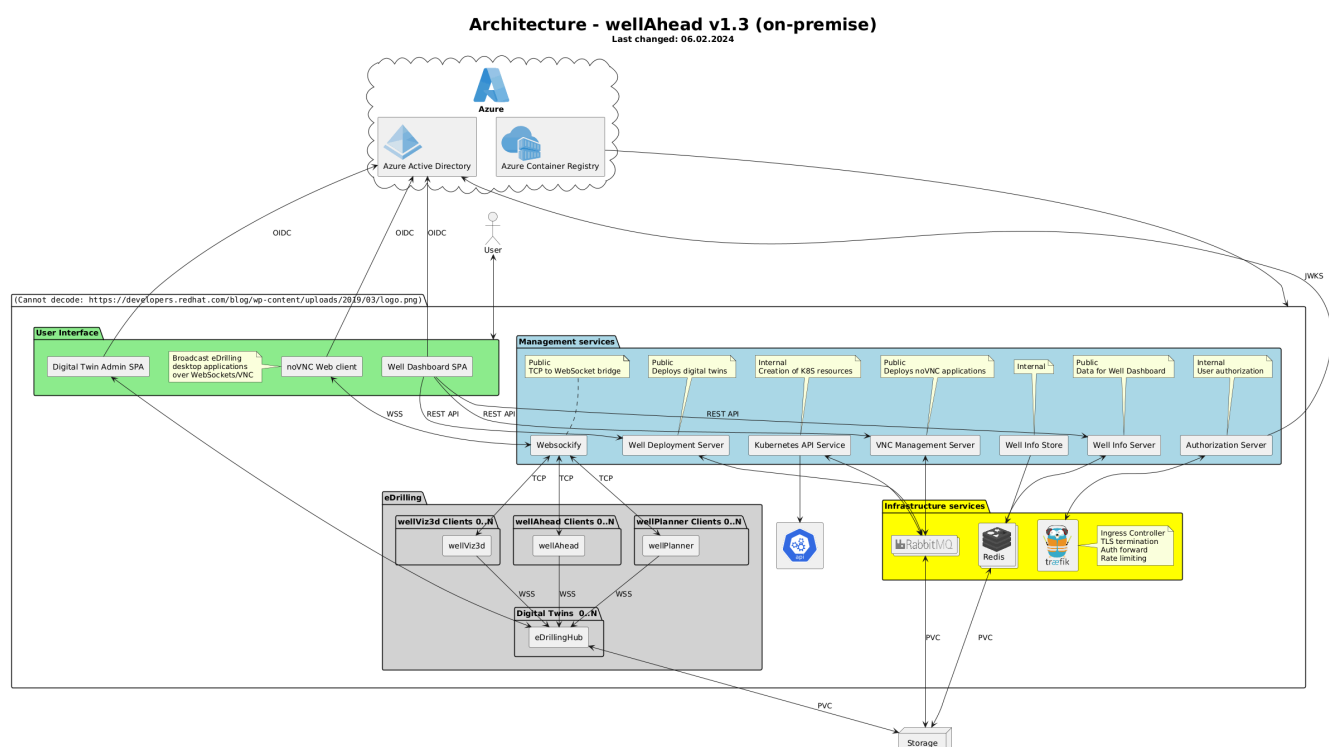 Architecture - wellAhead v1.3 (on-premise)
Last changed: 06.02.2024
Azure
Azure Active Directory
Azure Container Registry
OIDC
OIDC
OIDC
User
JWKS
(Cannot decode: https://developers.redhat.com/blog/wp-content/uploads/2019/03/logo.png)
User Interface
Digital Twin Admin SPA
Broadcast eDrilling
desktop applications
over WebSockets/VNC
noVNC Web client
Well Dashboard SPA
Management services
Public
TCP to WebSocket bridge
Public
Deploys digital twins
Internal
Creation of K8S resources
Public
Deploys noVNC applications
Internal
Public
Data for Well Dashboard
Internal
User authorization
WSS
REST API
REST API
REST API
Websockify
Well Deployment Server
Kubernetes API Service
VNC Management Server
Well Info Store
Well Info Server
Authorization Server
TCP
TCP
TCP
eDrilling
wellViz3d Clients 0..N
wellViz3d
wellAhead Clients 0..N
wellAhead
wellPlanner Clients 0..N
wellPlanner
WSS
WSS
WSS
Digital Twins 0..N
eDrillingHub
api
Infrastructure services
RabbitMQ
Redis
træfik
Ingress Controller
TLS termination
Auth forward
Rate limiting
PVC
PVC
PVC
Storage